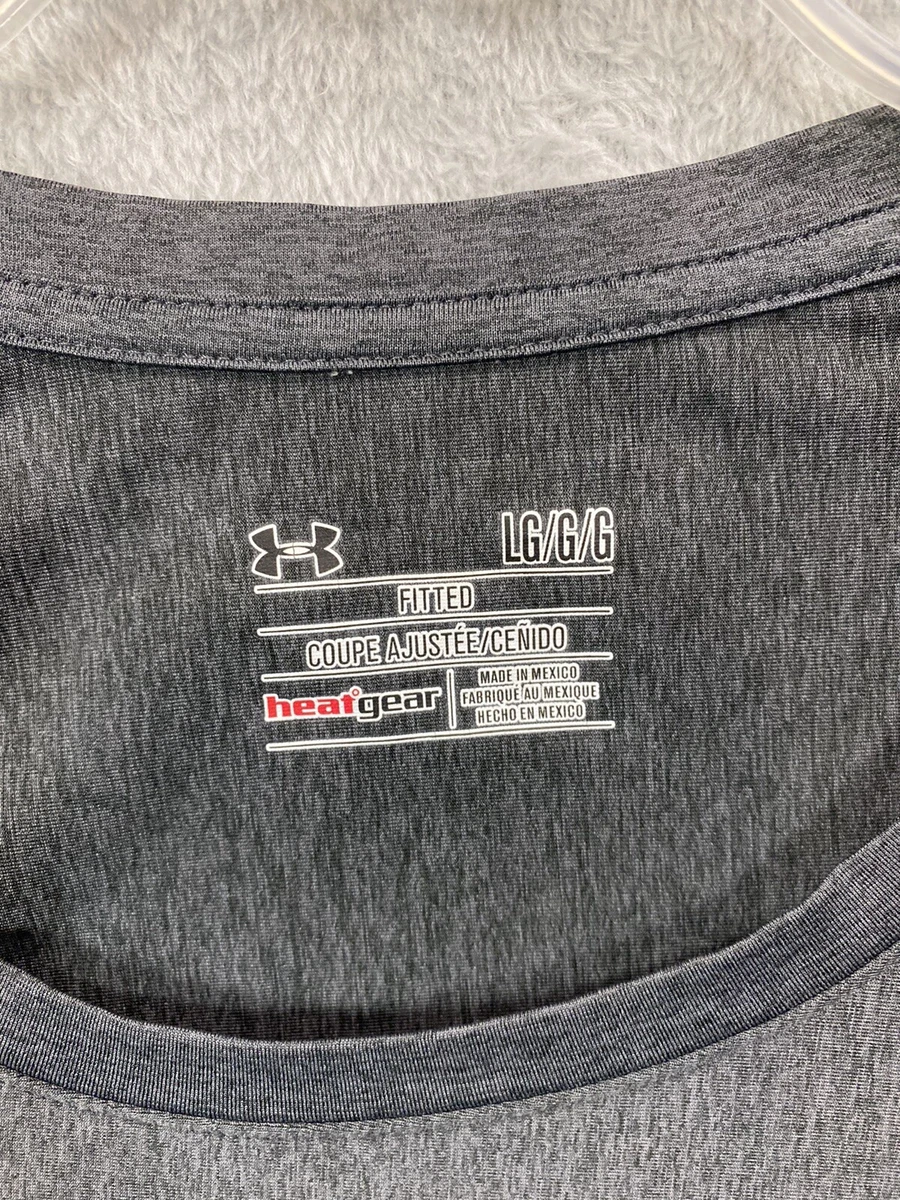 LG/G/G
FITTED
COUPE AJUSTÉE/CEÑIDO
heatgear
MADE IN MEXICO
FABRIQUÉ AU MEXIQUE
HECHO EN MEXICO